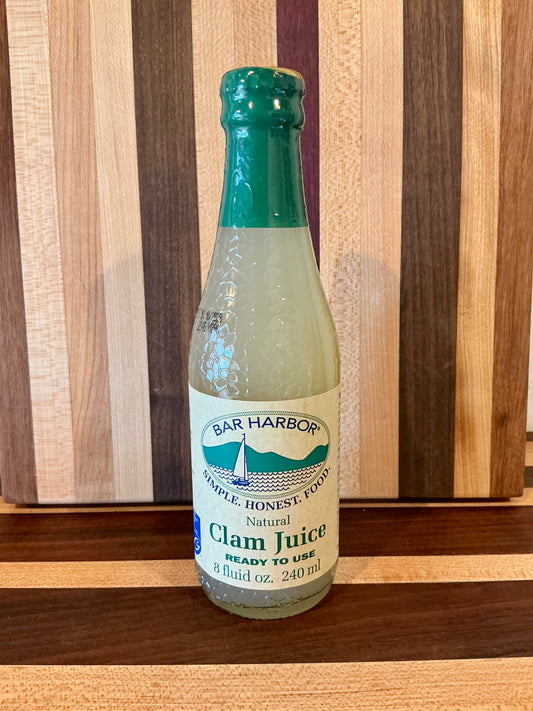 BAR HARBOR®
SIMPLE. HONEST. FOOD.
Natural
Clam Juice
READY TO USE
8 fluid oz. 240 ml